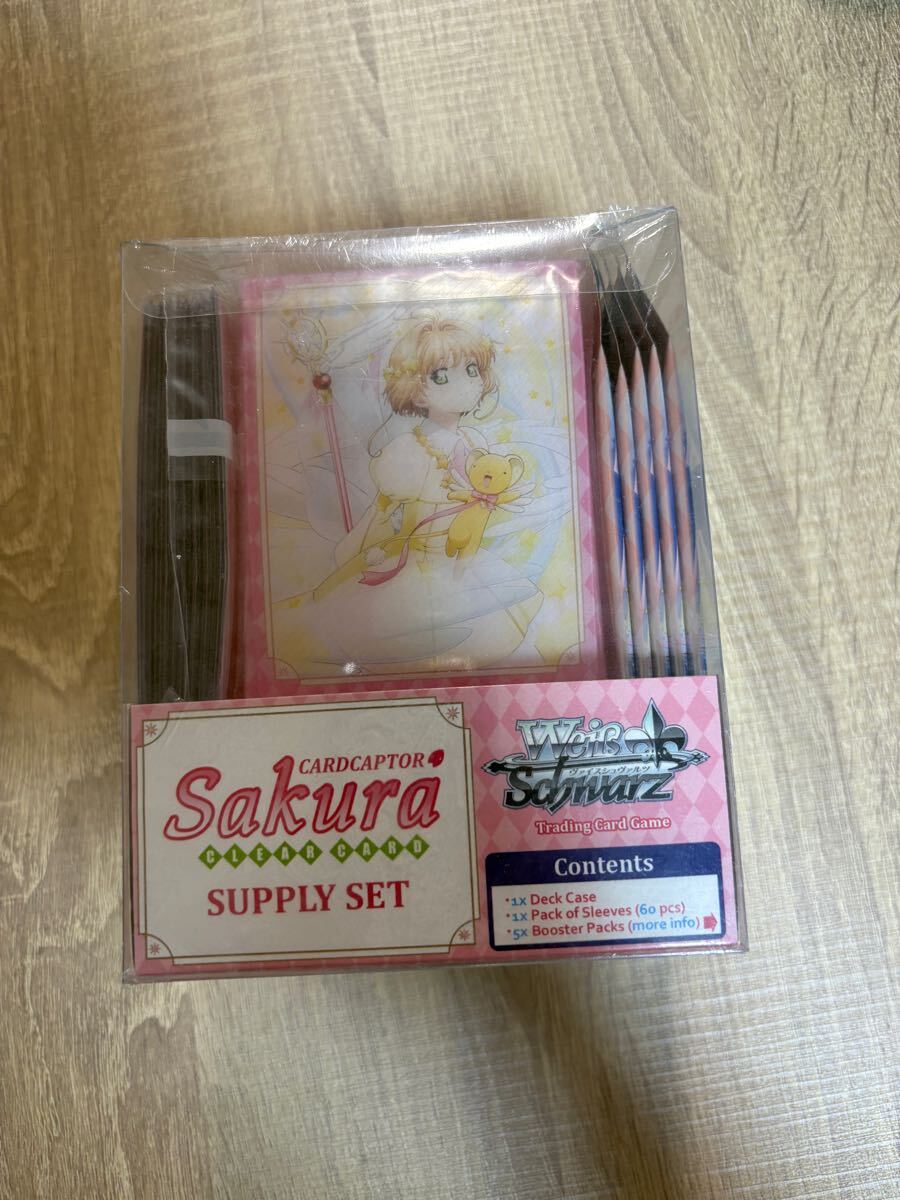 CARDCAPTOR
Sakura
CLEAR CARD
SUPPLY SET
Weiß
ヴァイスシュヴァルツ
Schwarz
Trading Card Game
Contents
・1x Deck Case
・1x Pack of Sleeves (60 pcs)
・5x Booster Packs (more info)